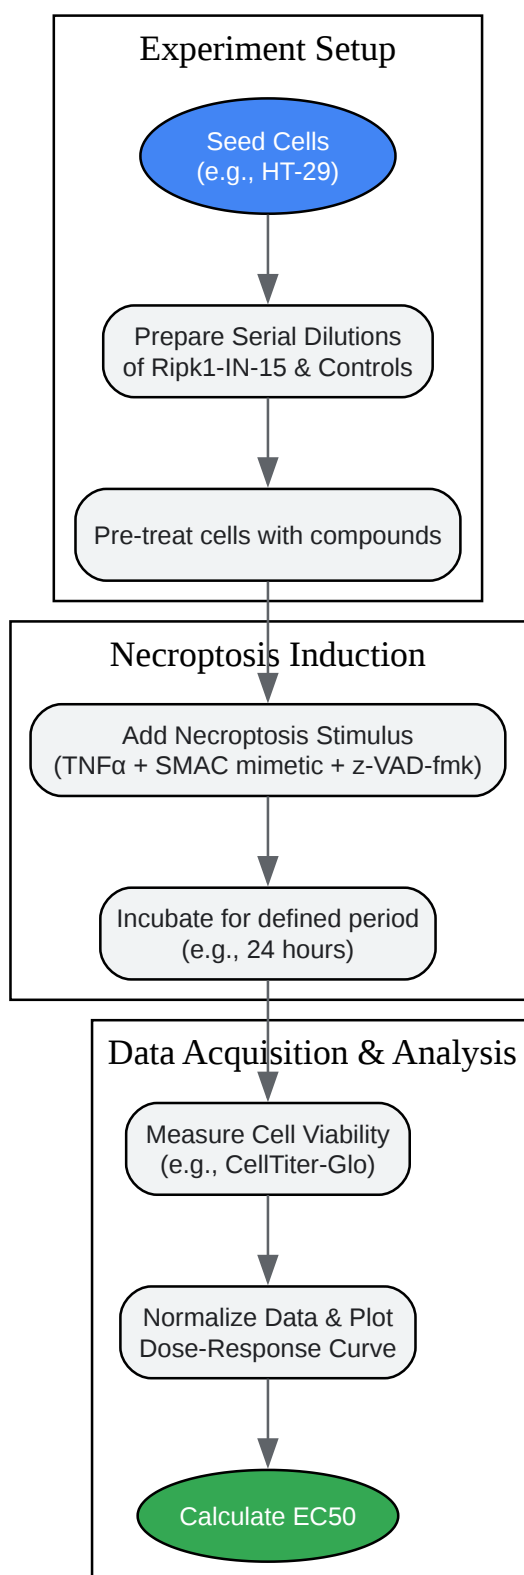 Experiment Setup
Seed Cells
(e.g., HT-29)
Prepare Serial Dilutions
of Ripk1-IN-15 & Controls
Pre-treat cells with compounds
Necroptosis Induction
Add Necroptosis Stimulus
(TNFα + SMAC mimetic + z-VAD-fmk)
Incubate for defined period
(e.g., 24 hours)
Data Acquisition & Analysis
Measure Cell Viability
(e.g., CellTiter-Glo)
Normalize Data & Plot
Dose-Response Curve
Calculate EC50